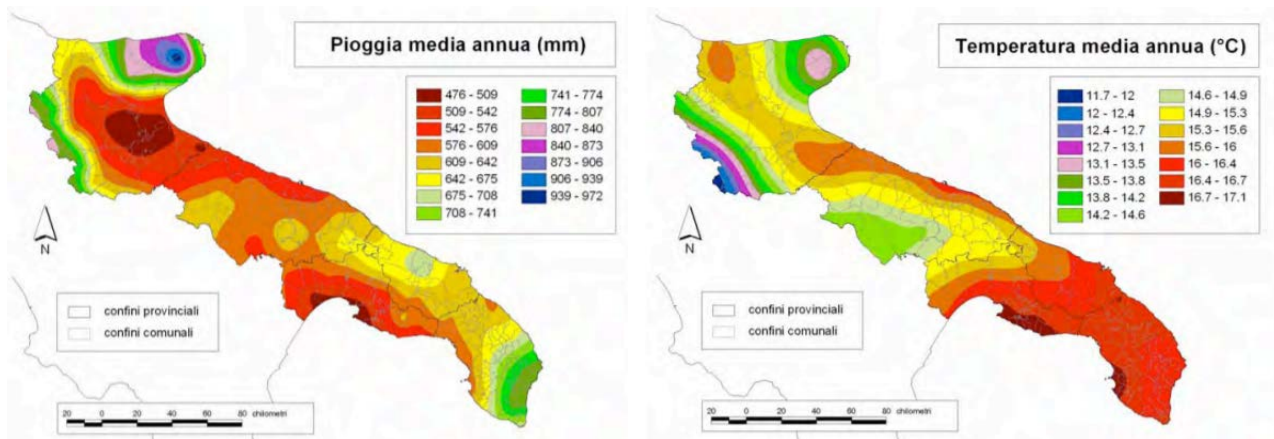 Pioggia media annua (mm)
476 - 509
509 - 542
542 - 576
576 - 609
609 - 642
642 - 675
675 - 708
708 - 741
741 - 774
774 - 807
807 - 840
840 - 873
873 - 906
906 - 939
939 - 972
N
confini provinciali
confini comunali
20 0 20 40 60 80 chilometri
Temperatura media annua (°C)
11.7 - 12
12 - 12.4
12.4 - 12.7
12.7 - 13.1
13.1 - 13.5
13.5 - 13.8
13.8 - 14.2
14.2 - 14.6
14.6 - 14.9
14.9 - 15.3
15.3 - 15.6
15.6 - 16
16 - 16.4
16.4 - 16.7
16.7 - 17.1
N
confini provinciali
confini comunali
20 0 20 40 60 80 chilometri